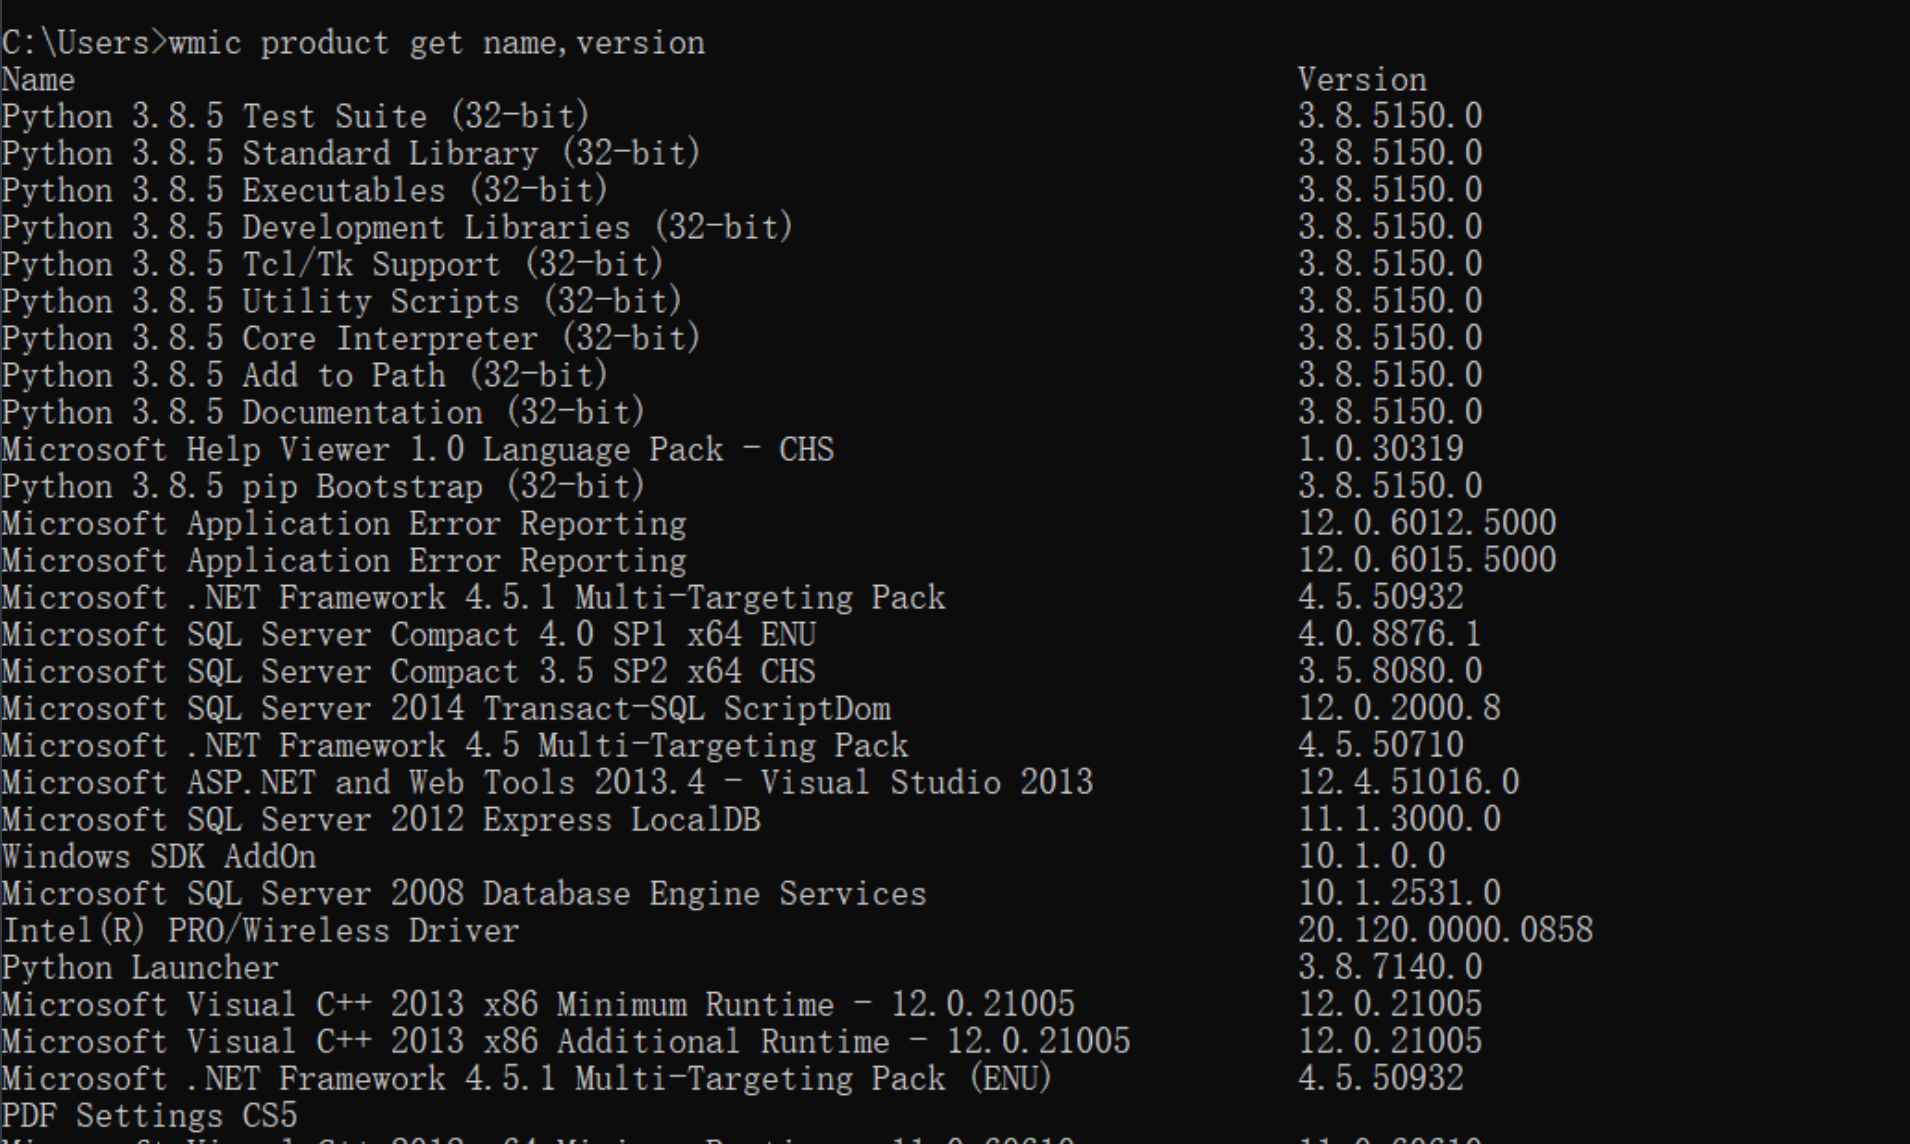 C:\Users>wmic product get name,version
Name Version
Python 3.8.5 Test Suite (32-bit) 3.8.5150.0
Python 3.8.5 Standard Library (32-bit) 3.8.5150.0
Python 3.8.5 Executables (32-bit) 3.8.5150.0
Python 3.8.5 Development Libraries (32-bit) 3.8.5150.0
Python 3.8.5 Tcl/Tk Support (32-bit) 3.8.5150.0
Python 3.8.5 Utility Scripts (32-bit) 3.8.5150.0
Python 3.8.5 Core Interpreter (32-bit) 3.8.5150.0
Python 3.8.5 Add to Path (32-bit) 3.8.5150.0
Python 3.8.5 Documentation (32-bit) 3.8.5150.0
Microsoft Help Viewer 1.0 Language Pack - CHS 1.0.30319
Python 3.8.5 pip Bootstrap (32-bit) 3.8.5150.0
Microsoft Application Error Reporting 12.0.6012.5000
Microsoft Application Error Reporting 12.0.6015.5000
Microsoft .NET Framework 4.5.1 Multi-Targeting Pack 4.5.50932
Microsoft SQL Server Compact 4.0 SP1 x64 ENU 4.0.8876.1
Microsoft SQL Server Compact 3.5 SP2 x64 CHS 3.5.8080.0
Microsoft SQL Server 2014 Transact-SQL ScriptDom 12.0.2000.8
Microsoft .NET Framework 4.5 Multi-Targeting Pack 4.5.50710
Microsoft ASP.NET and Web Tools 2013.4 - Visual Studio 2013 12.4.51016.0
Microsoft SQL Server 2012 Express LocalDB 11.1.3000.0
Windows SDK AddOn 10.1.0.0
Microsoft SQL Server 2008 Database Engine Services 10.1.2531.0
Intel(R) PRO/Wireless Driver 20.120.0000.0858
Python Launcher 3.8.7140.0
Microsoft Visual C++ 2013 x86 Minimum Runtime - 12.0.21005 12.0.21005
Microsoft Visual C++ 2013 x86 Additional Runtime - 12.0.21005 12.0.21005
Microsoft .NET Framework 4.5.1 Multi-Targeting Pack (ENU) 4.5.50932
PDF Settings CS5